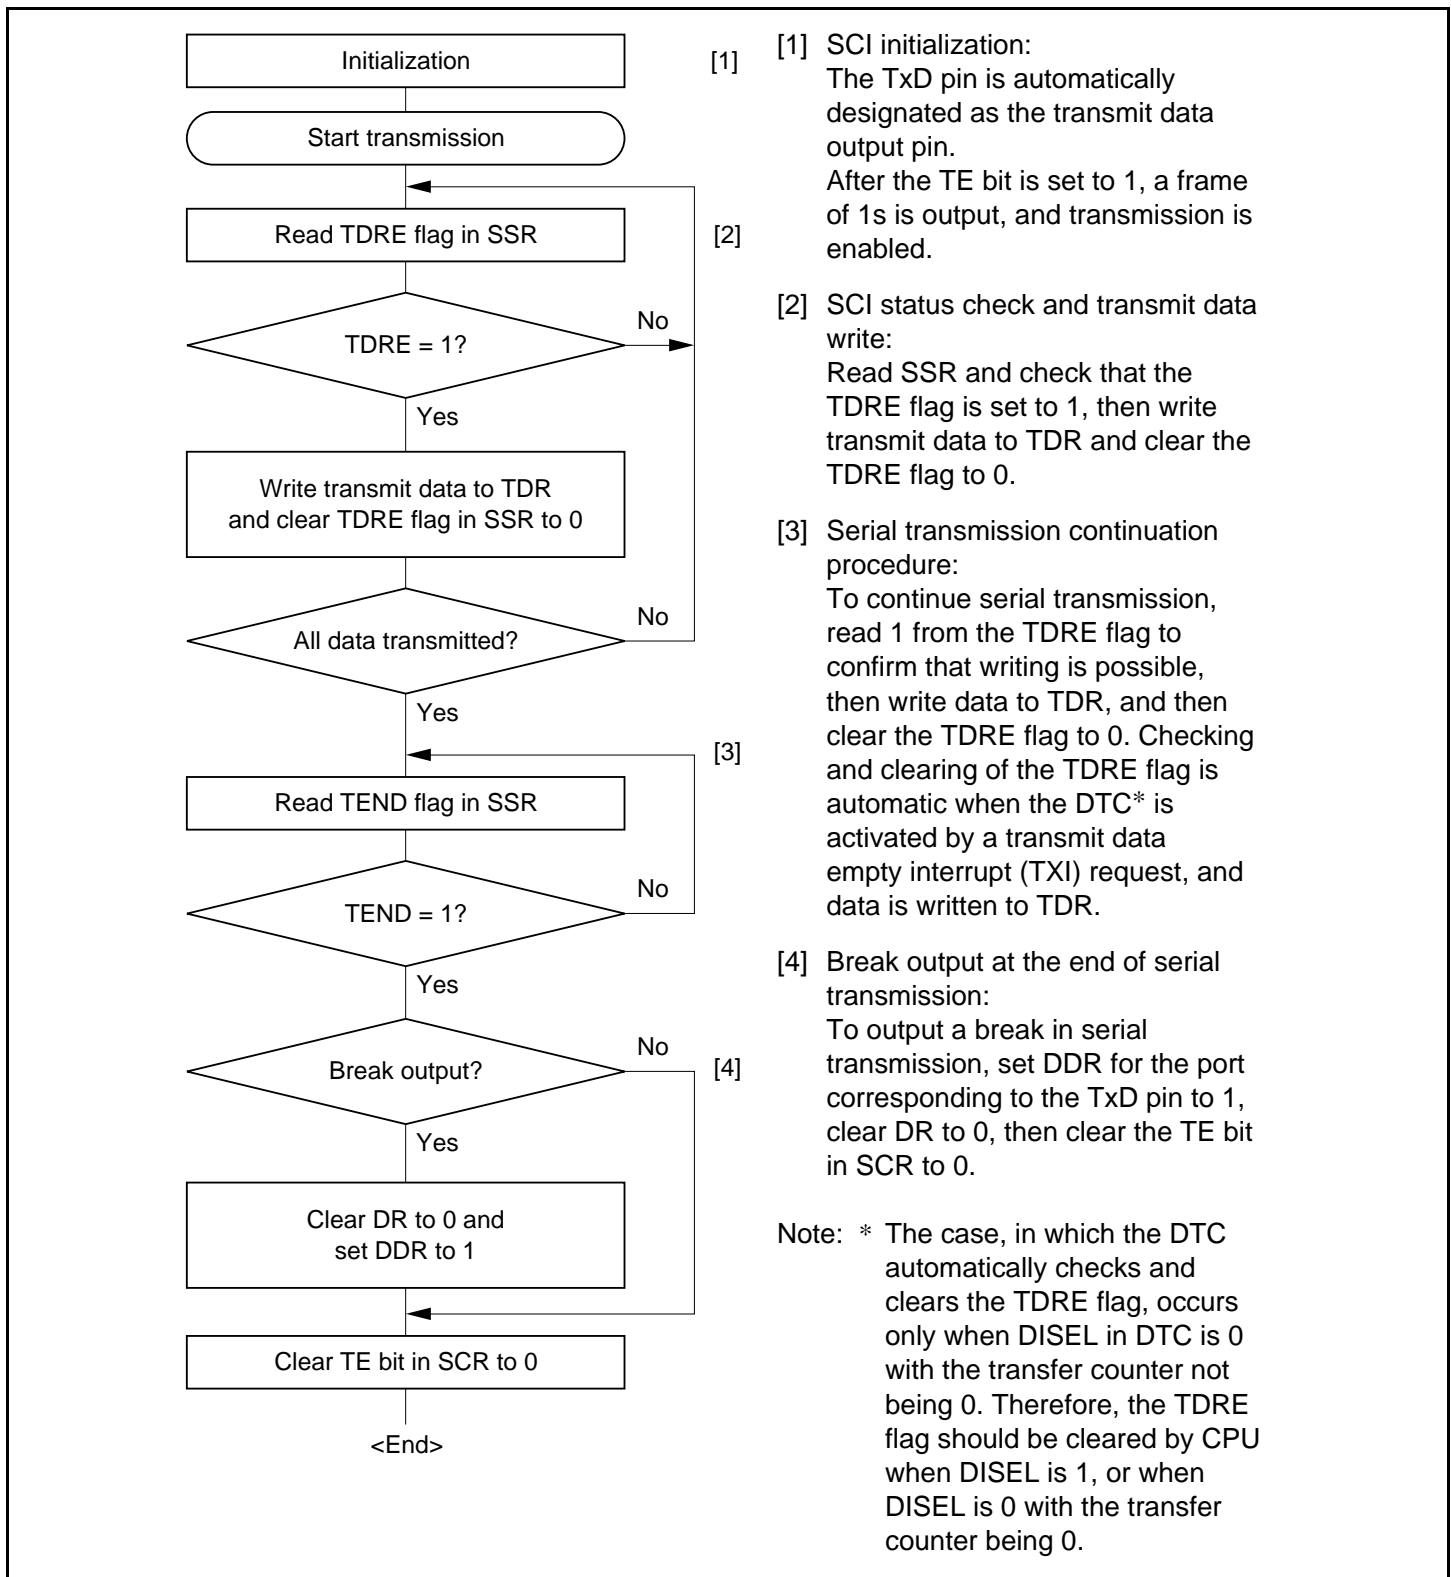 Initialization
[1]
Start transmission
Read TDRE flag in SSR
[2]
TDRE = 1?
No
Yes
Write transmit data to TDR
and clear TDRE flag in SSR to 0
All data transmitted?
No
Yes
[3]
Read TEND flag in SSR
TEND = 1?
No
Yes
Break output?
No
[4]
Yes
Clear DR to 0 and
set DDR to 1
Clear TE bit in SCR to 0
<End>
[1] SCI initialization:
The TxD pin is automatically
designated as the transmit data
output pin.
After the TE bit is set to 1, a frame
of 1s is output, and transmission is
enabled.
[2] SCI status check and transmit data
write:
Read SSR and check that the
TDRE flag is set to 1, then write
transmit data to TDR and clear the
TDRE flag to 0.
[3] Serial transmission continuation
procedure:
To continue serial transmission,
read 1 from the TDRE flag to
confirm that writing is possible,
then write data to TDR, and then
clear the TDRE flag to 0. Checking
and clearing of the TDRE flag is
automatic when the DTC* is
activated by a transmit data
empty interrupt (TXI) request, and
data is written to TDR.
[4] Break output at the end of serial
transmission:
To output a break in serial
transmission, set DDR for the port
corresponding to the TxD pin to 1,
clear DR to 0, then clear the TE bit
in SCR to 0.
Note: * The case, in which the DTC
automatically checks and
clears the TDRE flag, occurs
only when DISEL in DTC is 0
with the transfer counter not
being 0. Therefore, the TDRE
flag should be cleared by CPU
when DISEL is 1, or when
DISEL is 0 with the transfer
counter being 0.